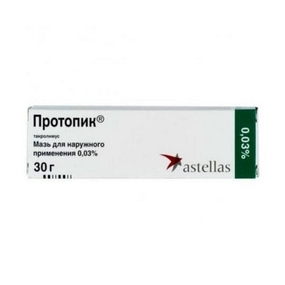 Протопик®
такролимус
Мазь для наружного
применения 0,03%
30 г
astellas
0,03%